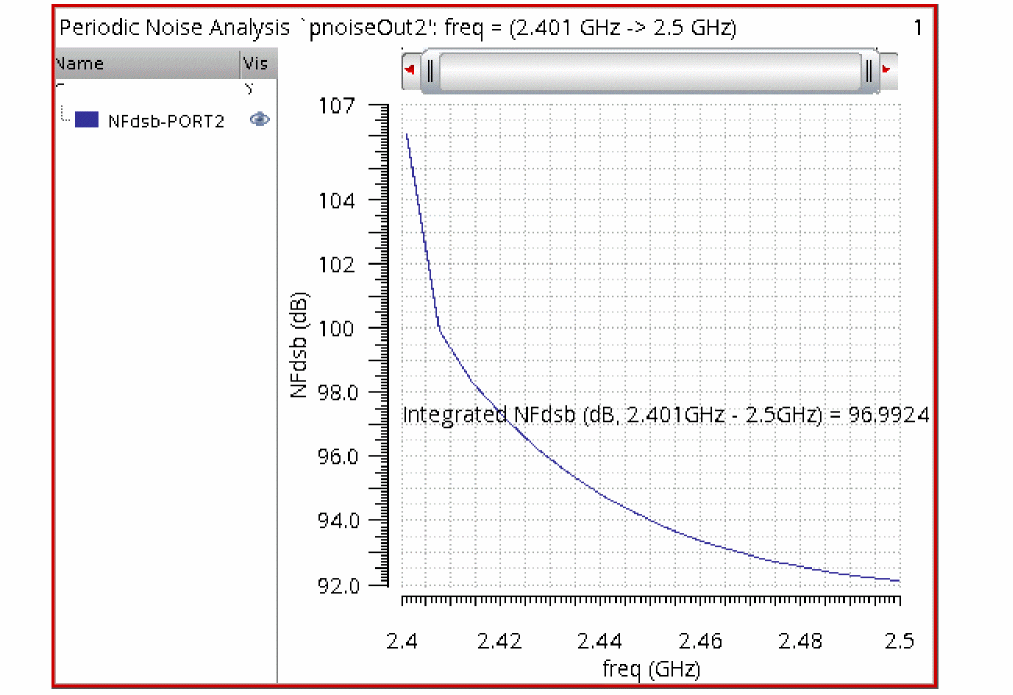 Periodic Noise Analysis `pnoiseOut2': freq = (2.401 GHz -> 2.5 GHz) 1
Name Vis
NFdsb-PORT2
107
104
102
100
98.0
96.0
94.0
92.0
NFdsb (dB)
Integrated NFdsb (dB, 2.401GHz - 2.5GHz) = 96.9924
2.4 2.42 2.44 2.46 2.48 2.5
freq (GHz)